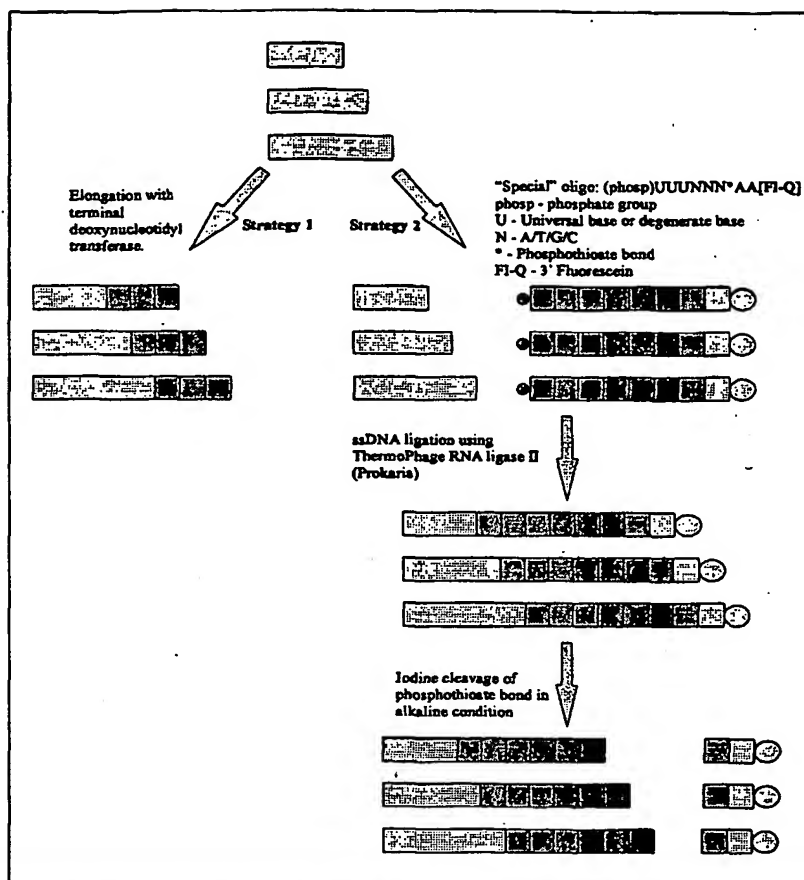 Elongation with
terminal
deoxynucleotidyl
transferase.
Strategy 1
Strategy 2
"Special" oligo: (phosp)UUUNNN*AA[Fl-Q]
phosp - phosphate group
U - Universal base or degenerate base
N - A/T/G/C
* - Phosphothioate bond
Fl-Q - 3' Fluorescein
ssDNA ligation using
ThermoPhage RNA ligase II
(Prokaria)
Iodine cleavage of
phosphothioate bond in
alkaline condition